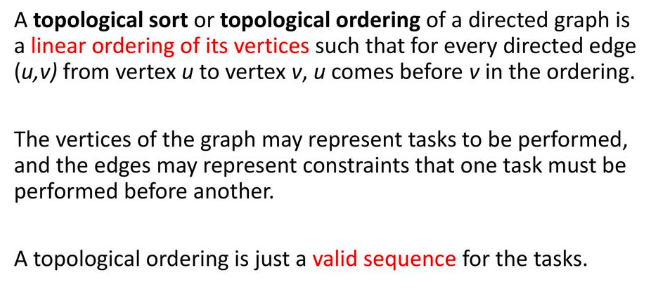 A topological sort or topological ordering of a directed graph is
a linear ordering of its vertices such that for every directed edge
(u,v) from vertex u to vertex v, u comes before v in the ordering.
The vertices of the graph may represent tasks to be performed,
and the edges may represent constraints that one task must be
performed before another.
A topological ordering is just a valid sequence for the tasks.